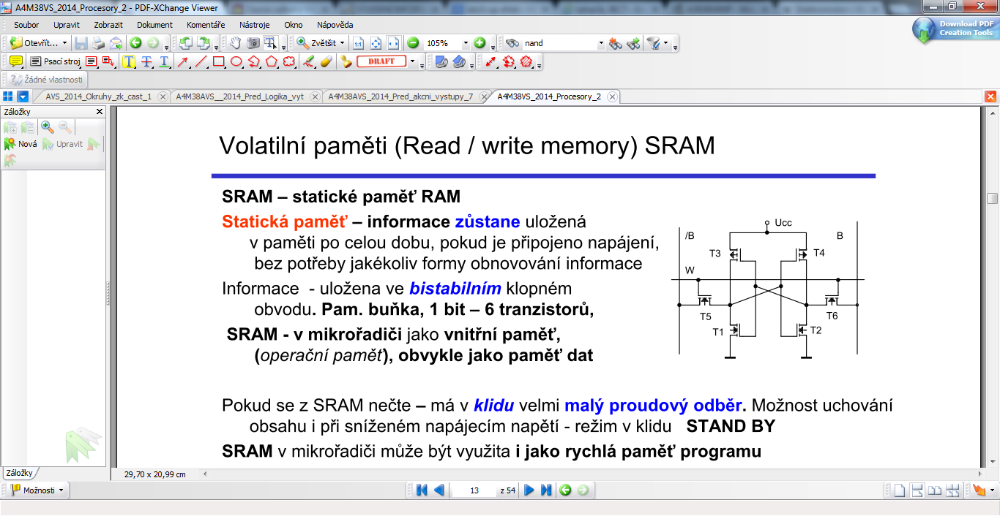 A4M38VS_2014_Procesory_2 - PDF-XChange Viewer
Soubor Upravit Zobrazit Dokument Komentáře Nástroje Okno Nápověda
Download PDF
Creation Tools
Otevřít... Zvětšit 1:1 105% nand
Psací stroj T T T DRAFT
Žádné vlastnosti
AVS_2014_Okruhy_zk_cast_1 A4M38AVS__2014_Pred_Logika_vyt A4M38AVS_2014_Pred_akcni_vystupy_7 A4M38VS_2014_Procesory_2
Záložky
Nová Upravit
Volatilní paměti (Read / write memory) SRAM
SRAM – statické paměť RAM
Statická paměť – informace zůstane uložená
v paměti po celou dobu, pokud je připojeno napájení,
bez potřeby jakékoliv formy obnovování informace
Informace - uložena ve bistabilním klopném
obvodu. Pam. buňka, 1 bit – 6 tranzistorů,
SRAM - v mikrořadiči jako vnitřní paměť,
(operační paměť), obvykle jako paměť dat
Ucc
/B B
T3 T4
W
T5 T6
T1 T2
Pokud se z SRAM nečte – má v klidu velmi malý proudový odběr. Možnost uchování
obsahu i při sníženém napájecím napětí - režim v klidu STAND BY
SRAM v mikrořadiči může být využita i jako rychlá paměť programu
Záložky
29,70 x 20,99 cm
Možnosti 13 z 54